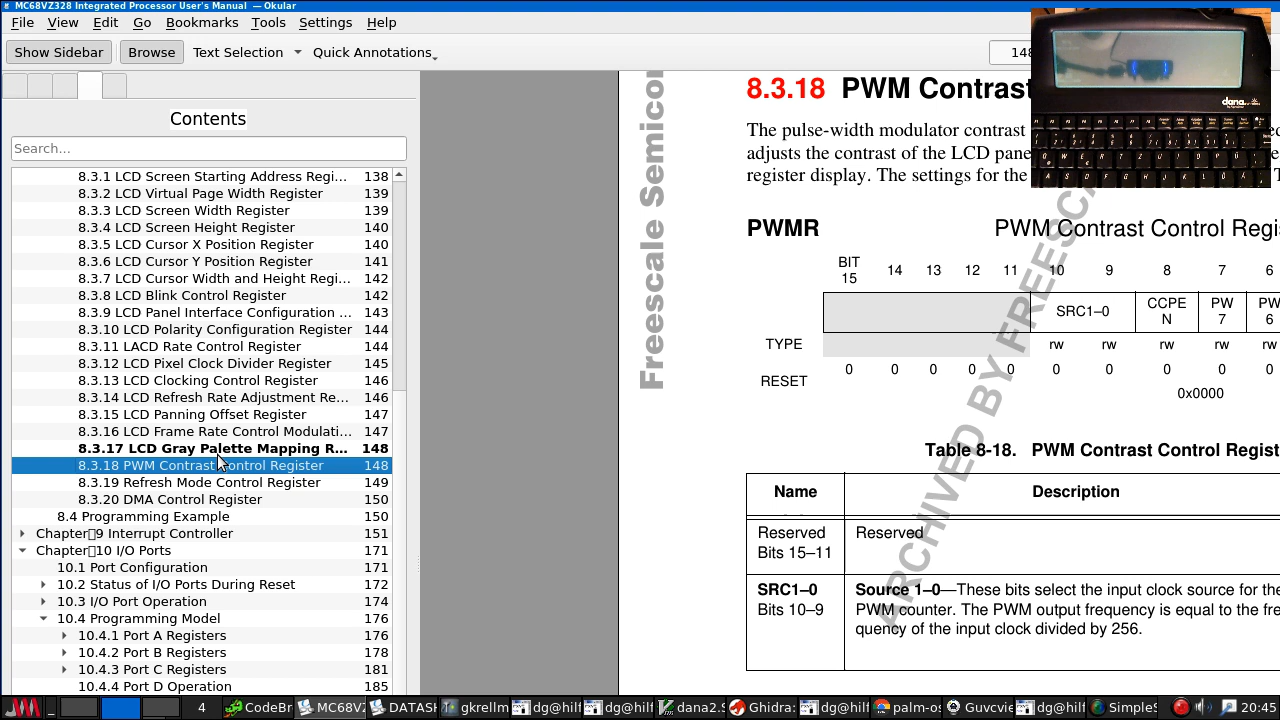 MC68VZ328 Integrated Processor User's Manual — Okular
File View Edit Go Bookmarks Tools Settings Help
Show Sidebar Browse Text Selection Quick Annotations 148
Contents
Search...
8.3.1 LCD Screen Starting Address Regi... 138
8.3.2 LCD Virtual Page Width Register 139
8.3.3 LCD Screen Width Register 139
8.3.4 LCD Screen Height Register 140
8.3.5 LCD Cursor X Position Register 140
8.3.6 LCD Cursor Y Position Register 141
8.3.7 LCD Cursor Width and Height Regi... 142
8.3.8 LCD Blink Control Register 142
8.3.9 LCD Panel Interface Configuration ... 143
8.3.10 LCD Polarity Configuration Register 144
8.3.11 LACD Rate Control Register 144
8.3.12 LCD Pixel Clock Divider Register 145
8.3.13 LCD Clocking Control Register 146
8.3.14 LCD Refresh Rate Adjustment Re... 146
8.3.15 LCD Panning Offset Register 147
8.3.16 LCD Frame Rate Control Modulati... 147
8.3.17 LCD Gray Palette Mapping R... 148
8.3.18 PWM Contrast Control Register 148
8.3.19 Refresh Mode Control Register 149
8.3.20 DMA Control Register 150
8.4 Programming Example 150
Chapter 9 Interrupt Controller 151
Chapter 10 I/O Ports 171
10.1 Port Configuration 171
10.2 Status of I/O Ports During Reset 172
10.3 I/O Port Operation 174
10.4 Programming Model 176
10.4.1 Port A Registers 176
10.4.2 Port B Registers 178
10.4.3 Port C Registers 181
10.4.4 Port D Operation 185
Freescale Semicon
ARCHIVED BY FREESCA
8.3.18 PWM Contrast
The pulse-width modulator contrast
adjusts the contrast of the LCD pane
register display. The settings for the
dana
PWMR PWM Contrast Control Regi
BIT 15 14 13 12 11 10 9 8 7 6
SRC1–0 CCPE N PW 7 PW 6
TYPE rw rw rw rw rw
RESET 0 0 0 0 0 0 0 0 0 0
0x0000
Table 8-18. PWM Contrast Control Regist
Name Description
Reserved Bits 15–11 Reserved
SRC1–0 Bits 10–9 Source 1–0—These bits select the input clock source for the
PWM counter. The PWM output frequency is equal to the fre
quency of the input clock divided by 256.
4 CodeBr MC68VZ DATASH gkrellm dg@hilf dg@hilf dana2. Ghidra: dg@hilf palm-os Guvcvie dg@hilf SimpleS 20:45